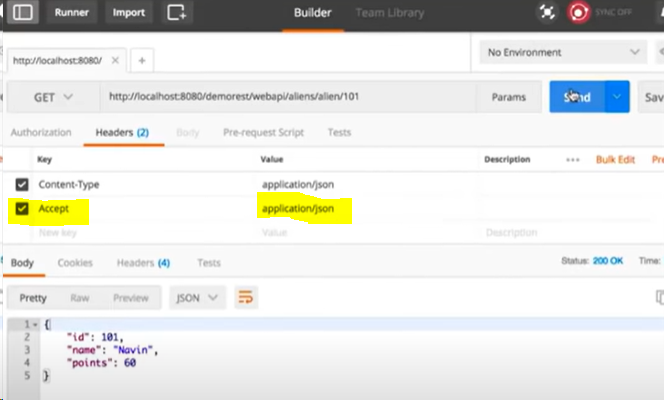 Runner Import Builder Team Library SYNC OFF
http://localhost:8080/ No Environment
GET http://localhost:8080/demorest/webapi/aliens/alien/101 Params Send Sav
Authorization Headers (2) Body Pre-request Script Tests
Key Value Description Bulk Edit Pre
Content-Type application/json
Accept application/json
New key Value Description
Body Cookies Headers (4) Tests Status: 200 OK Time:
Pretty Raw Preview JSON
1 {
2 "id": 101,
3 "name": "Navin",
4 "points": 60
5 }